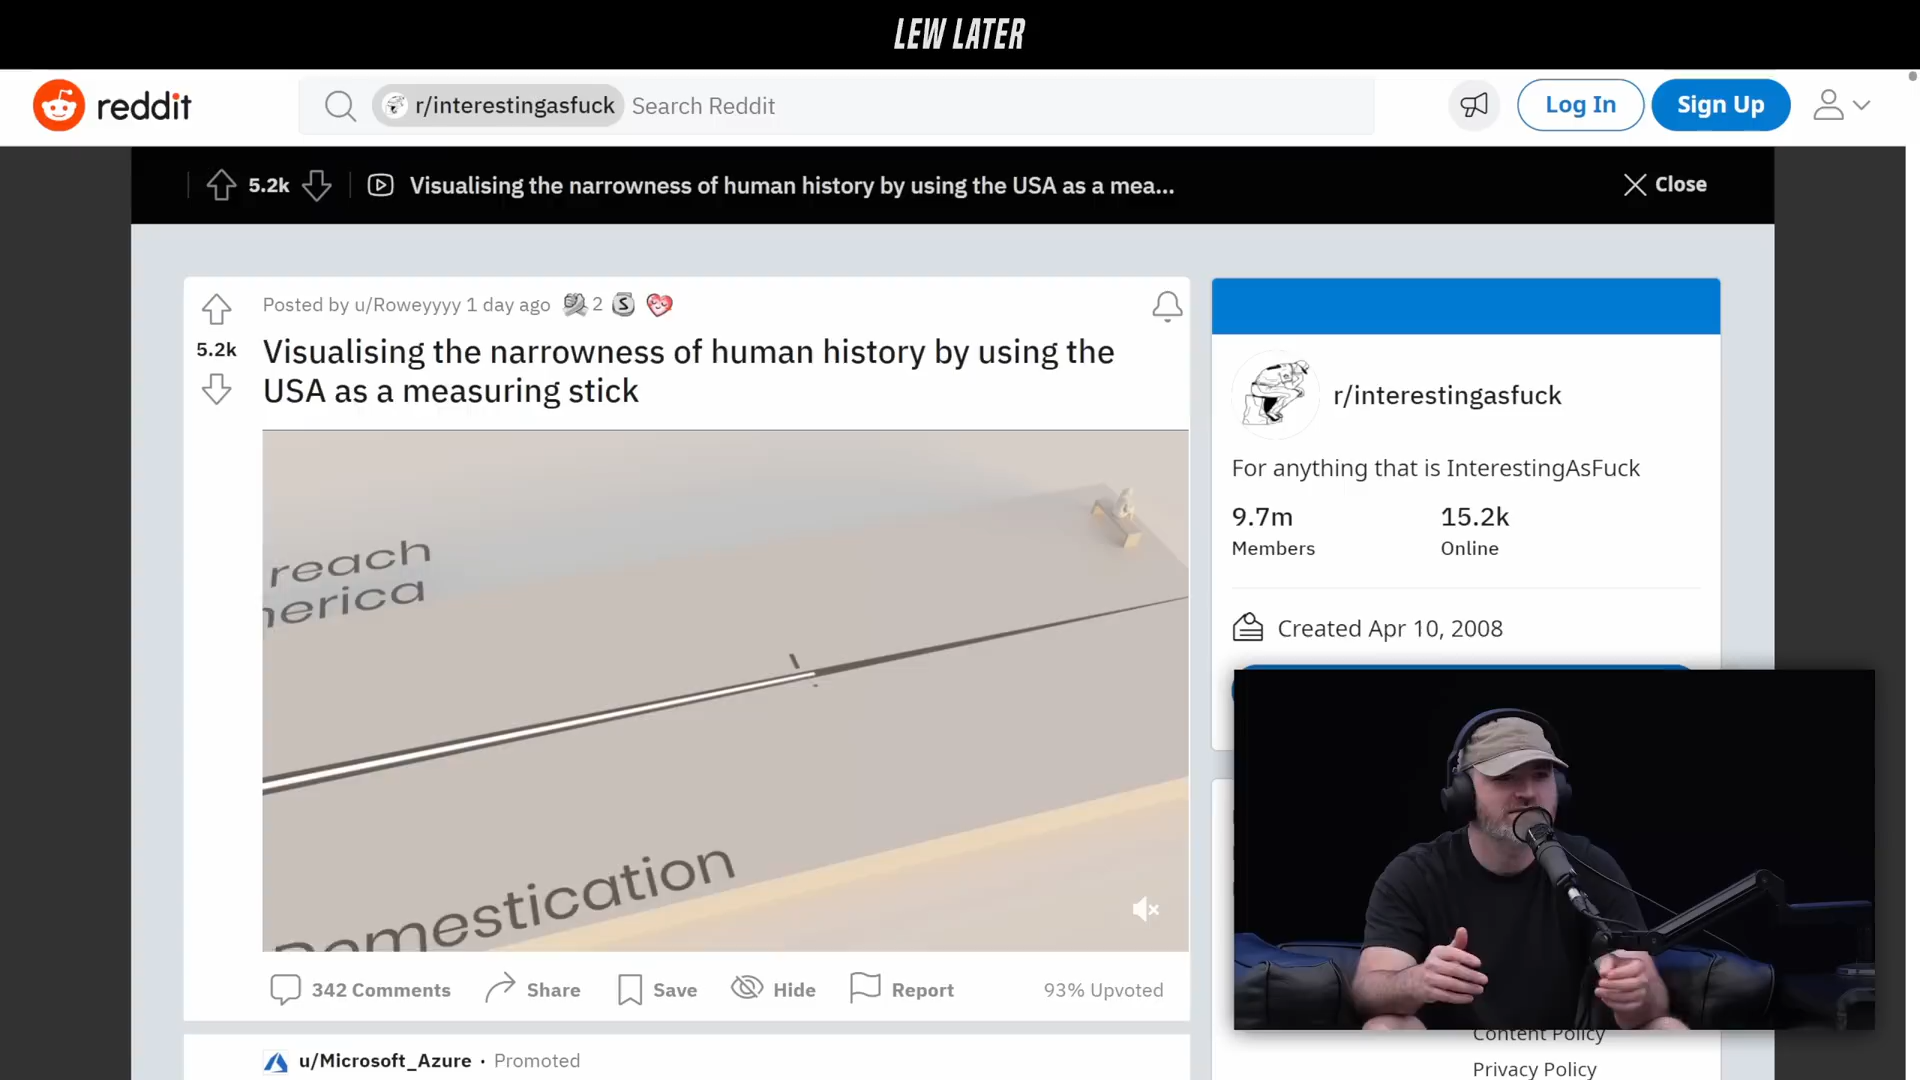 LEW LATER
reddit
r/interestingasfuck Search Reddit
Log In
Sign Up
5.2k
Visualising the narrowness of human history by using the USA as a mea...
Close
Posted by u/Roweyyyy 1 day ago
2
S
5.2k
Visualising the narrowness of human history by using the
USA as a measuring stick
reach
nerica
Domestication
342 Comments
Share
Save
Hide
Report
93% Upvoted
u/Microsoft_Azure · Promoted
r/interestingasfuck
For anything that is InterestingAsFuck
9.7m
15.2k
Members
Online
Created Apr 10, 2008
Content Policy
Privacy Policy